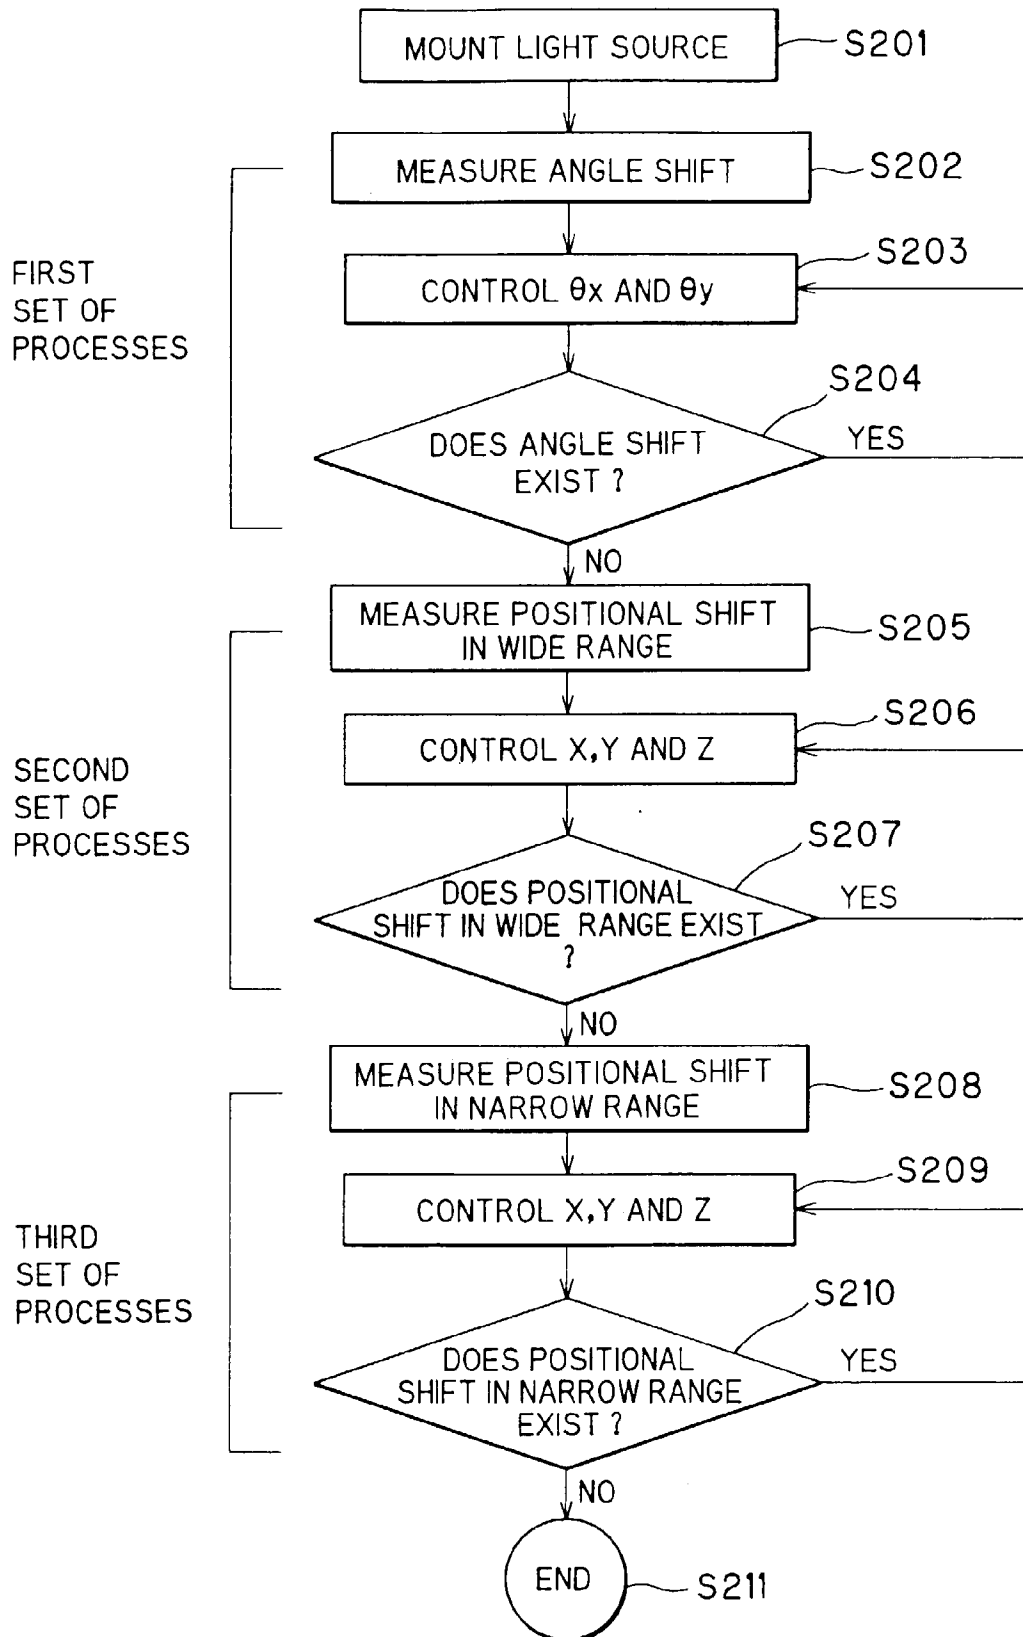 MOUNT LIGHT SOURCE
S201
MEASURE ANGLE SHIFT
S202
FIRST
SET OF
PROCESSES
CONTROL θx AND θy
S203
DOES ANGLE SHIFT
EXIST ?
S204
YES
NO
MEASURE POSITIONAL SHIFT
IN WIDE RANGE
S205
SECOND
SET OF
PROCESSES
CONTROL X,Y AND Z
S206
DOES POSITIONAL
SHIFT IN WIDE RANGE EXIST
?
S207
YES
NO
MEASURE POSITIONAL SHIFT
IN NARROW RANGE
S208
THIRD
SET OF
PROCESSES
CONTROL X,Y AND Z
S209
DOES POSITIONAL
SHIFT IN NARROW RANGE
EXIST ?
S210
YES
NO
END
S211